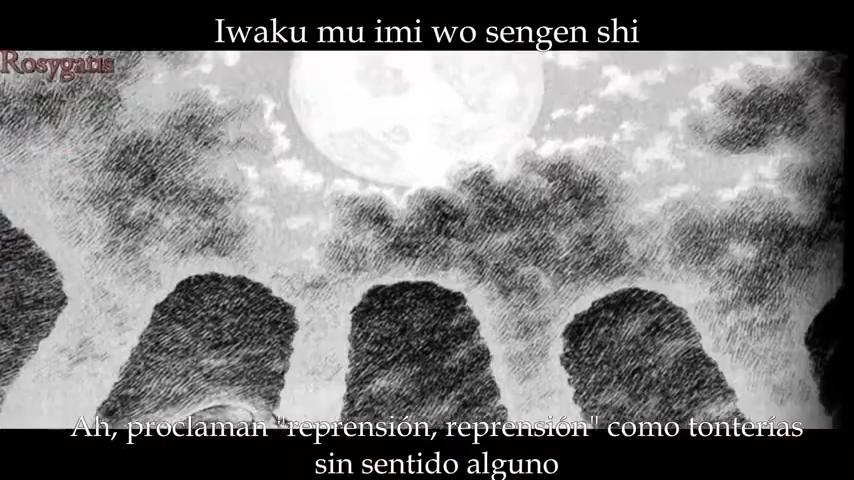 Iwaku mu imi wo sengen shi
Rosygatis
Ah, proclaman "reprensión, reprensión" como tonterías
sin sentido alguno